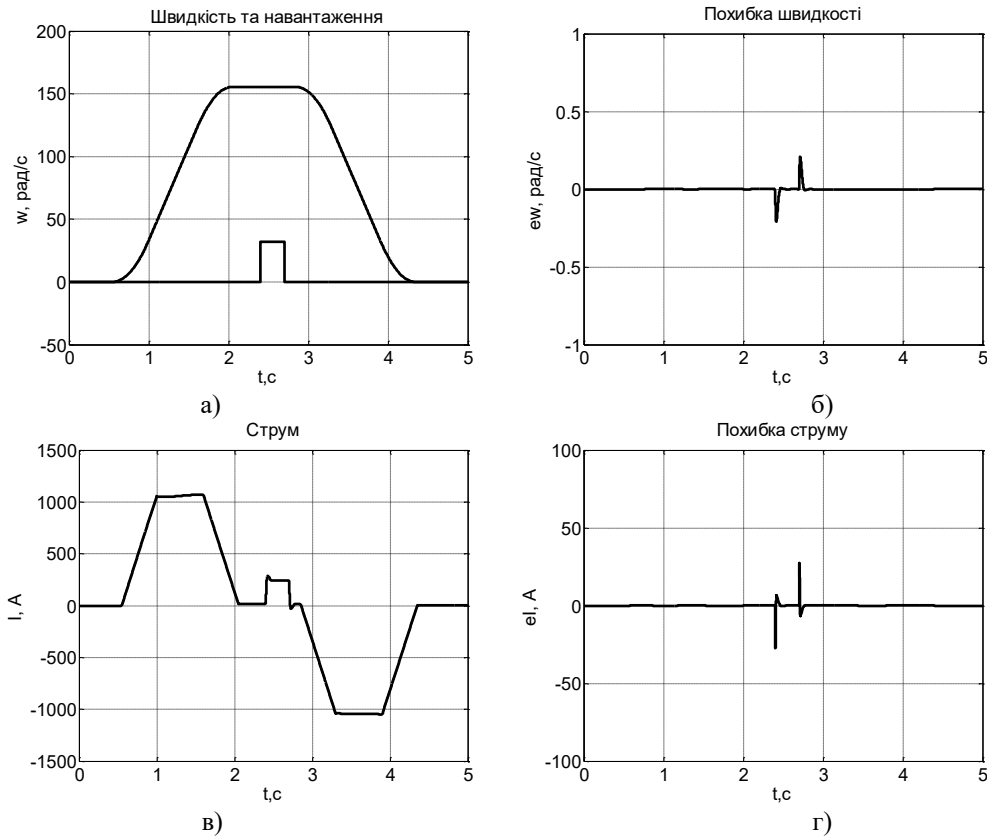 Швидкість та навантаження
200
150
100
50
0
-50
w, рад/с
0 1 2 3 4 5
t,c
а)
Похибка швидкості
1
0.5
0
-0.5
-1
ew, рад/с
0 1 2 3 4 5
t,c
б)
Струм
1500
1000
500
0
-500
-1000
-1500
I, A
0 1 2 3 4 5
t,c
в)
Похибка струму
100
50
0
-50
-100
eI, A
0 1 2 3 4 5
t,c
г)